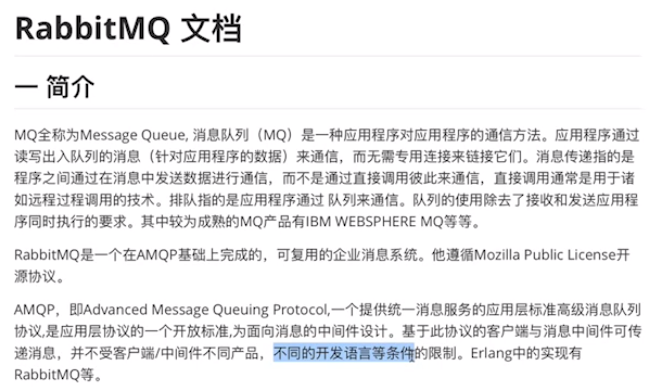 RabbitMQ 文档
一 简介
MQ全称为Message Queue, 消息队列（MQ）是一种应用程序对应用程序的通信方法。应用程序通过
读写出入队列的消息（针对应用程序的数据）来通信，而无需专用连接来链接它们。消息传递指的是
程序之间通过在消息中发送数据进行通信，而不是通过直接调用彼此来通信，直接调用通常是用于诸
如远程过程调用的技术。排队指的是应用程序通过 队列来通信。队列的使用除去了接收和发送应用程
序同时执行的要求。其中较为成熟的MQ产品有IBM WEBSPHERE MQ等等。
RabbitMQ是一个在AMQP基础上完成的，可复用的企业消息系统。他遵循Mozilla Public License开
源协议。
AMQP，即Advanced Message Queuing Protocol,一个提供统一消息服务的应用层标准高级消息队列
协议,是应用层协议的一个开放标准,为面向消息的中间件设计。基于此协议的客户端与消息中间件可传
递消息，并不受客户端/中间件不同产品，不同的开发语言等条件的限制。Erlang中的实现有
RabbitMQ等。